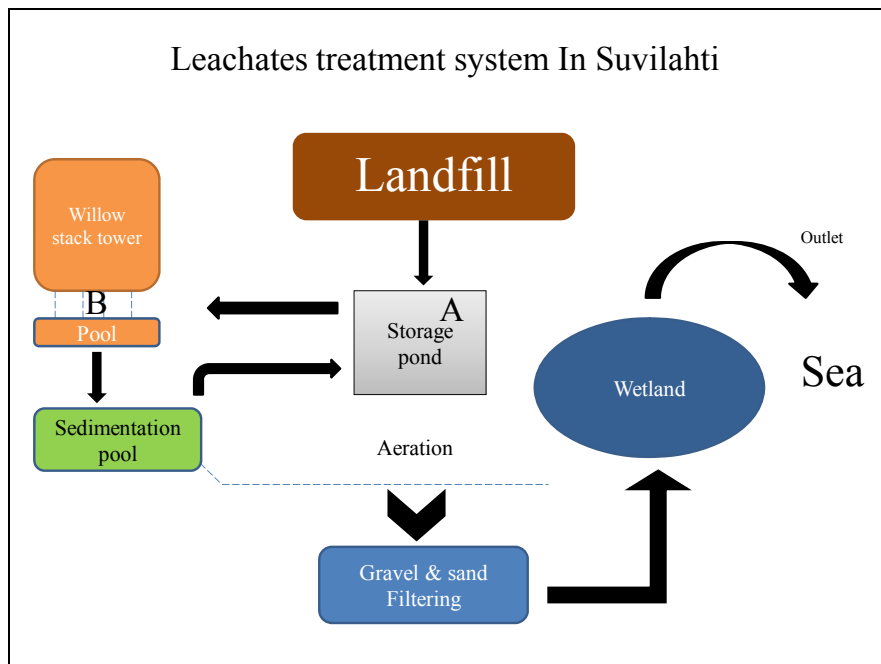 Leachates treatment system In Suvilahti
Landfill
Willow
stack tower
Outlet
B
A
Storage
pond
Pool
Wetland
Sea
Sedimentation
pool
Aeration
Gravel & sand
Filtering